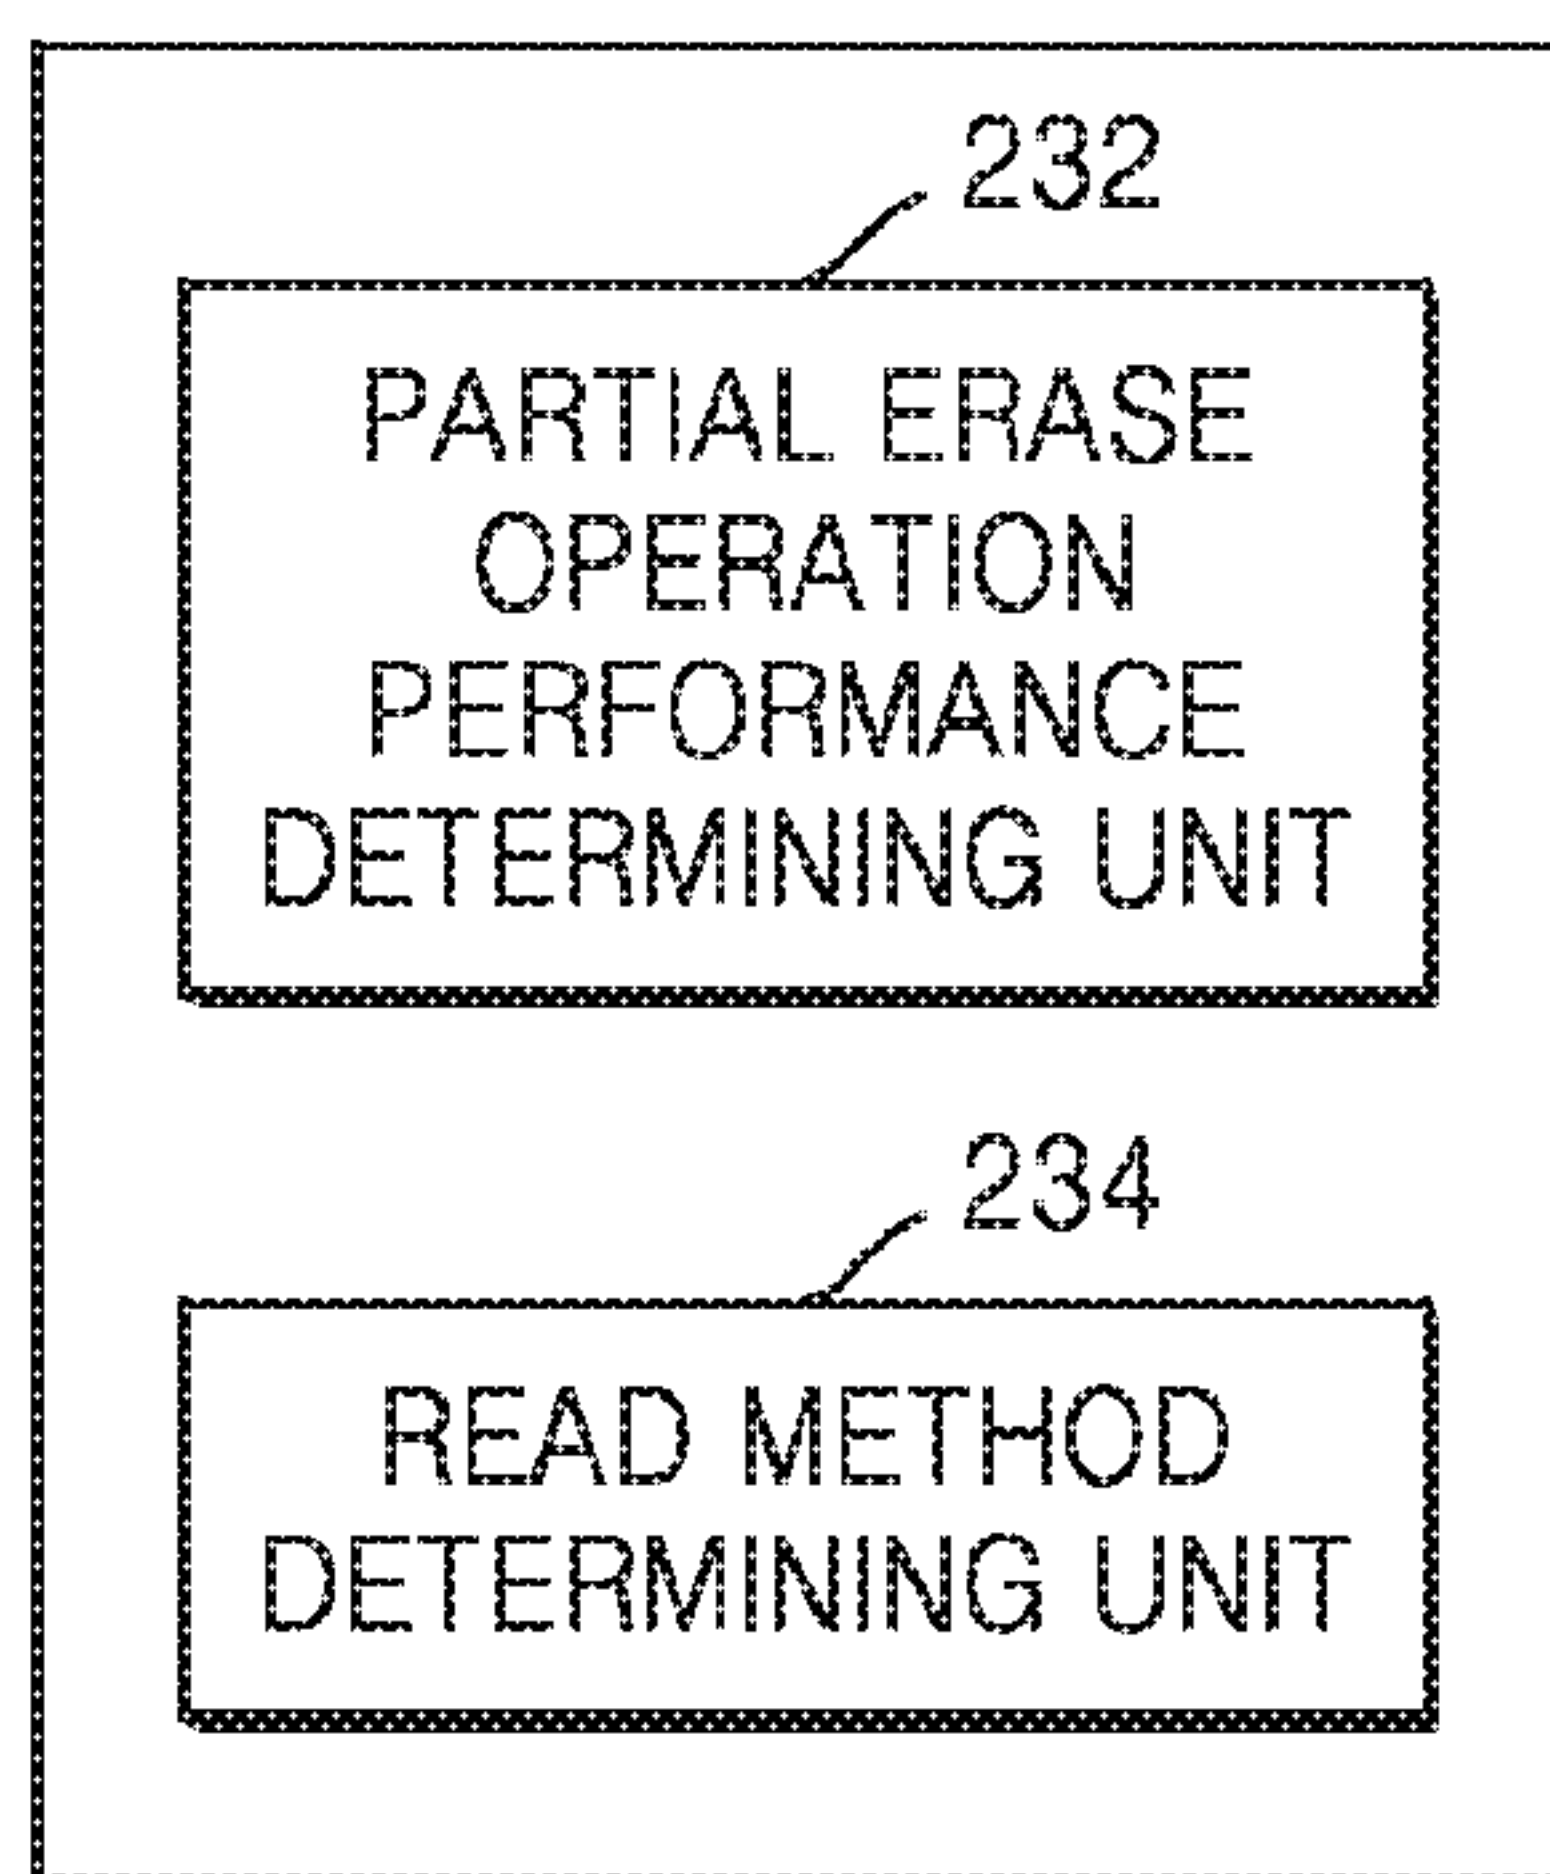 232
PARTIAL ERASE
OPERATION
PERFORMANCE
DETERMINING UNIT
234
READ METHOD
DETERMINING UNIT